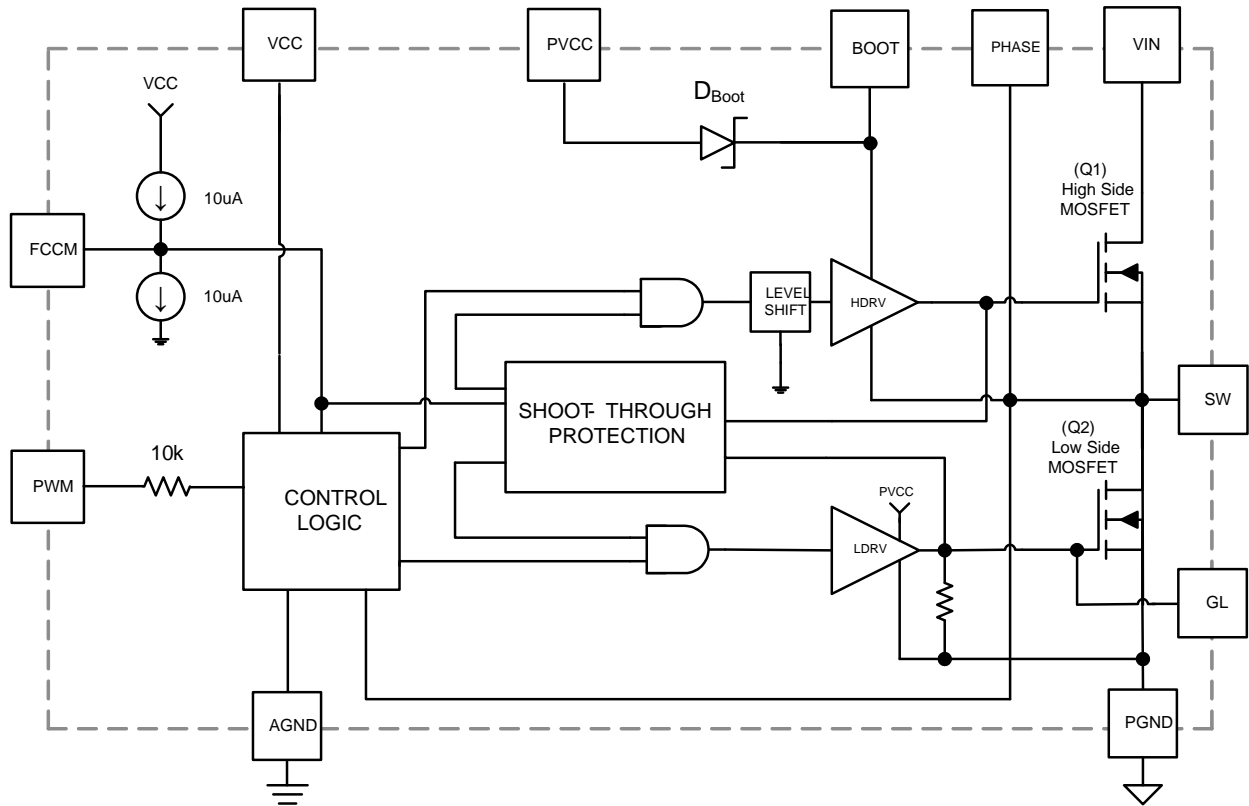 VCC
PVCC
BOOT
PHASE
VIN
VCC
D_Boot
10uA
(Q1)
High Side
MOSFET
FCCM
10uA
LEVEL
SHIFT
HDRV
SHOOT- THROUGH
PROTECTION
SW
(Q2)
Low Side
MOSFET
10k
PWM
CONTROL
LOGIC
PVCC
LDRV
GL
AGND
PGND